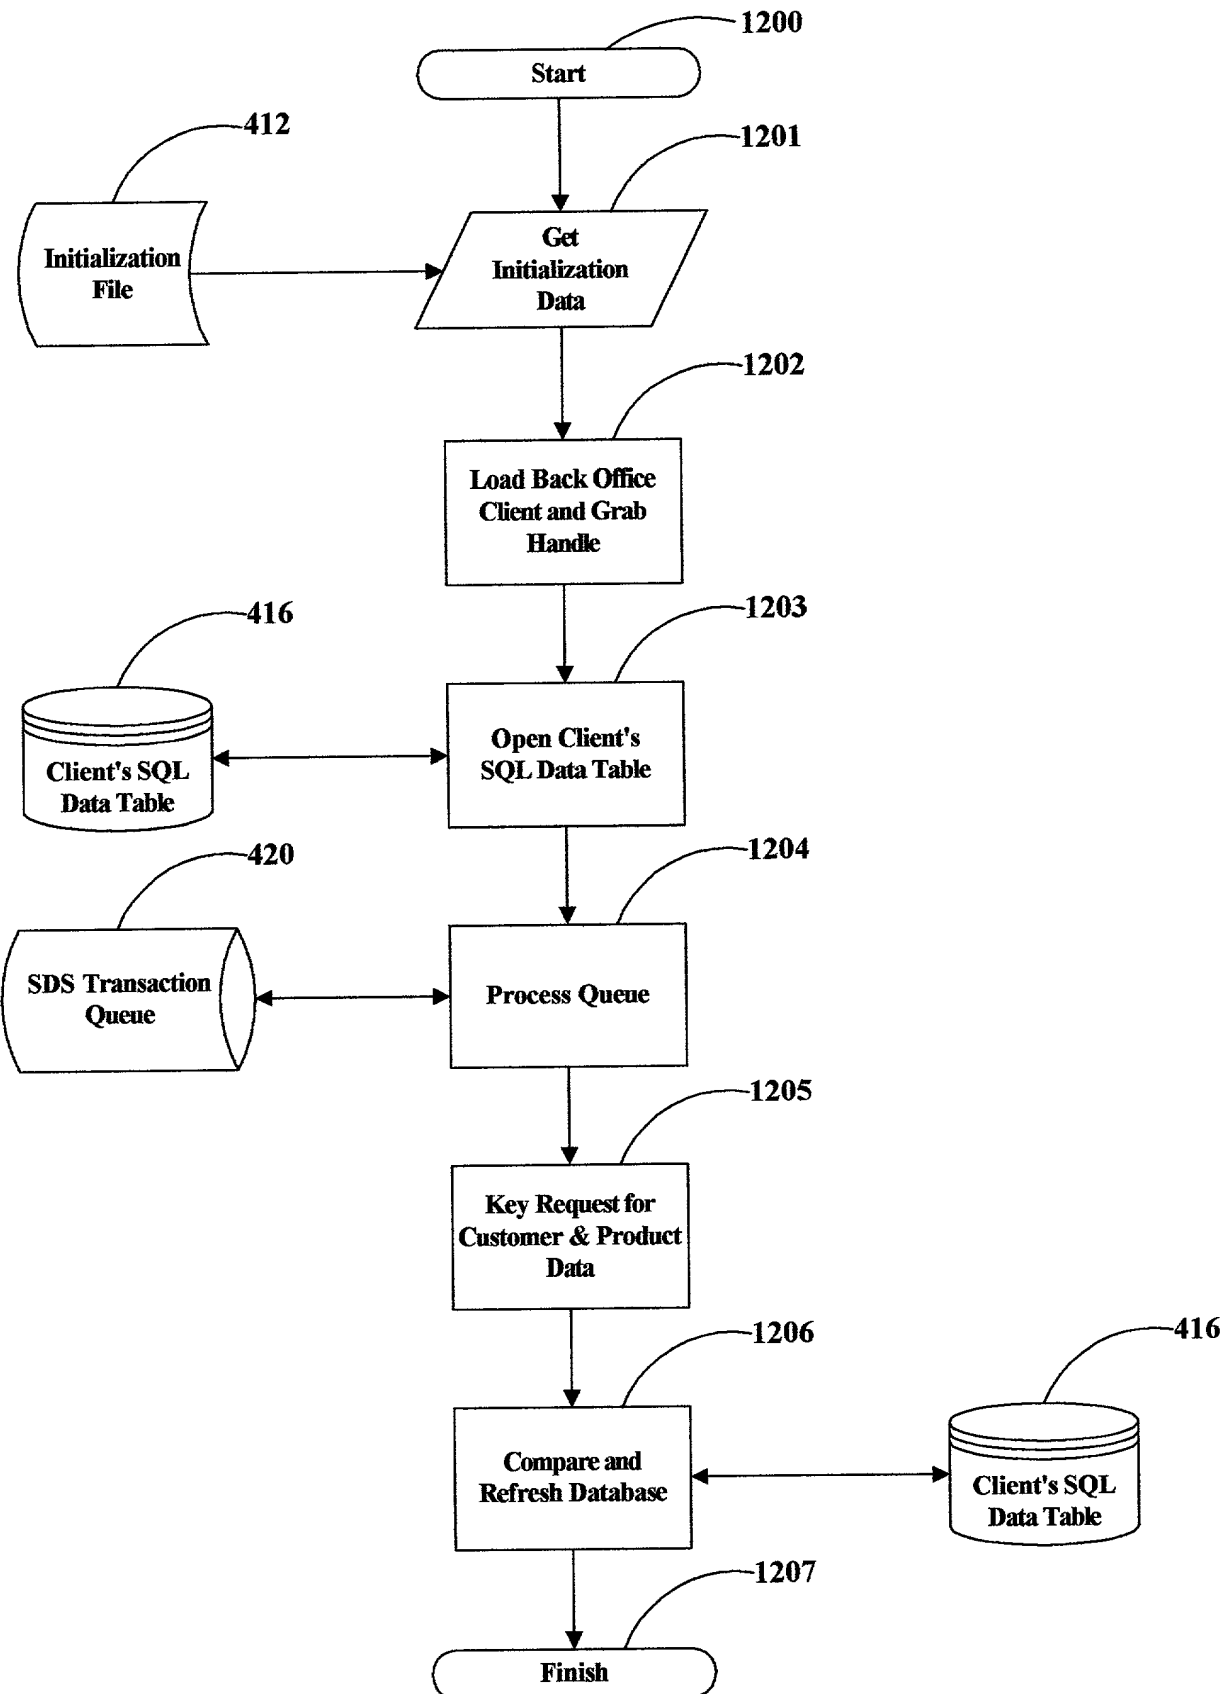 1200
Start
412
1201
Initialization
File
Get
Initialization
Data
1202
Load Back Office
Client and Grab
Handle
416
1203
Client's SQL
Data Table
Open Client's
SQL Data Table
420
1204
SDS Transaction
Queue
Process Queue
1205
Key Request for
Customer & Product
Data
1206
416
Compare and
Refresh Database
Client's SQL
Data Table
1207
Finish